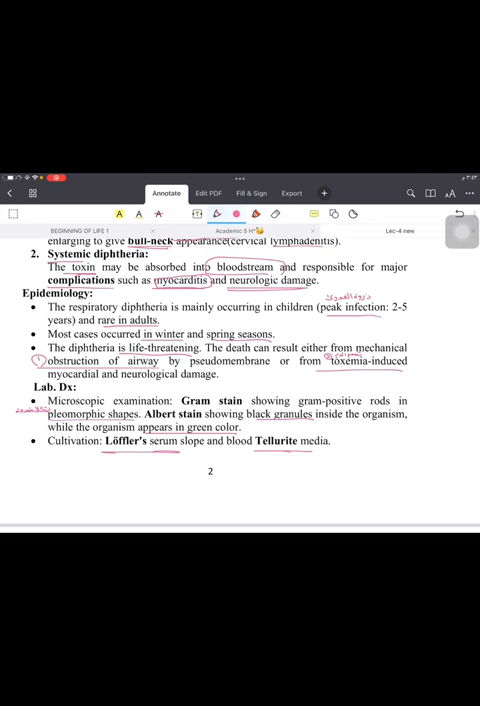 ٣:٤٣ م
Annotate Edit PDF Fill & Sign Export
BEGINNING OF LIFE 1 Academic 5 H Lec-4 new
enlarging to give bull-neck appearance(cervical lymphadenitis).
2. Systemic diphtheria:
The toxin may be absorbed into bloodstream and responsible for major
complications such as myocarditis and neurologic damage.
Epidemiology:
ذروة العدوى
• The respiratory diphtheria is mainly occurring in children (peak infection: 2-5
years) and rare in adults.
• Most cases occurred in winter and spring seasons.
• The diphtheria is life-threatening. The death can result either from mechanical
① obstruction of airway by pseudomembrane or from ② toxemia-induced
myocardial and neurological damage.
Lab. Dx:
• Microscopic examination: Gram stain showing gram-positive rods in
pleomorphic shapes. Albert stain showing black granules inside the organism,
while the organism appears in green color.
• Cultivation: Löffler's serum slope and blood Tellurite media.
2